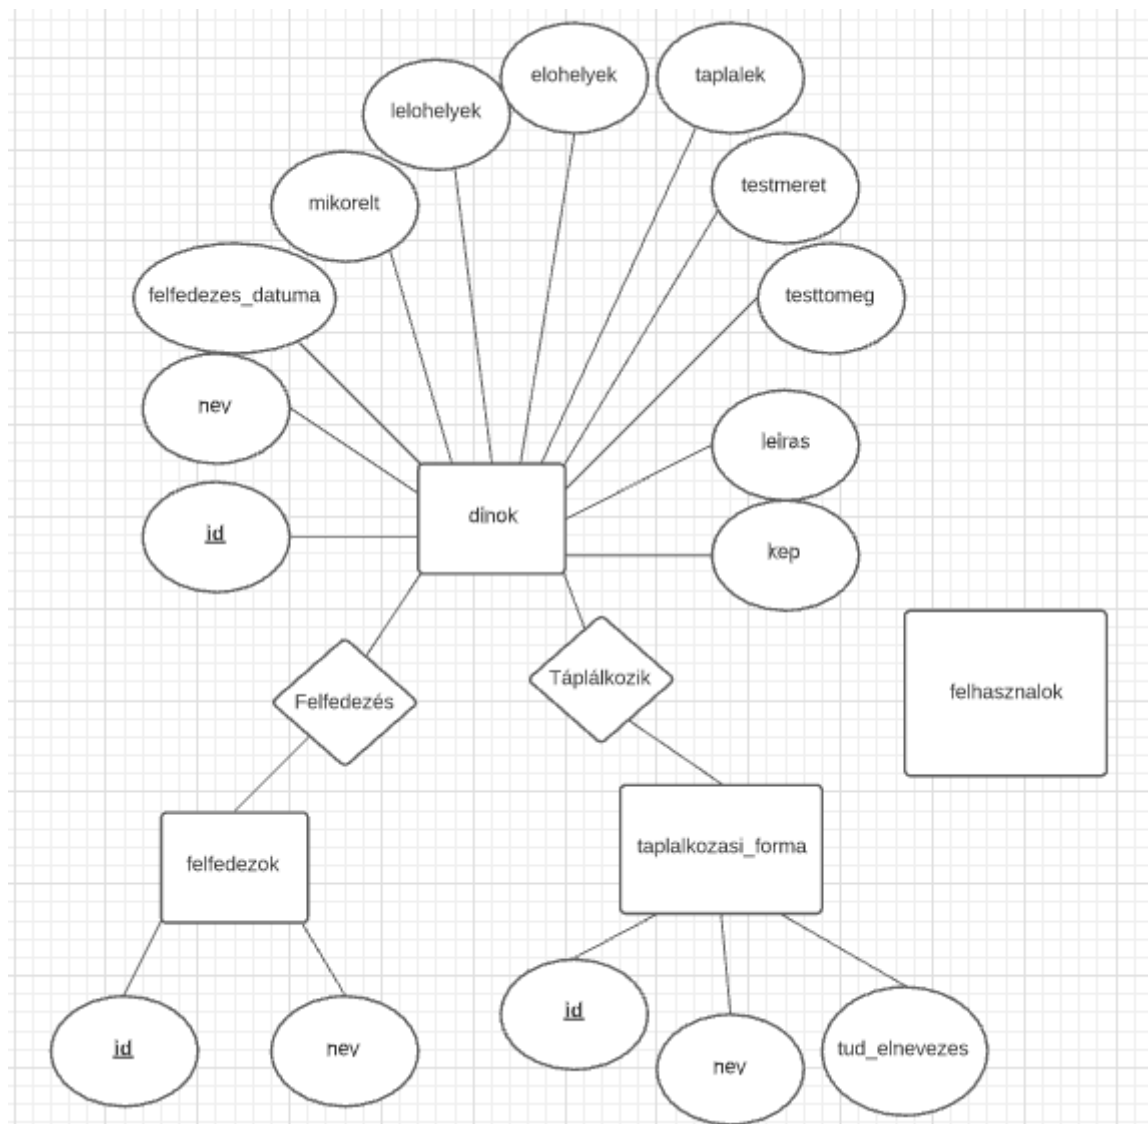 elohelyek
taplalek
lelohelyek
testmeret
mikorelt
felfedezes_datuma
testtomeg
nev
leiras
dinok
id
kep
Táplálkozik
felhasznalok
Felfedezés
taplalkozasi_forma
felfedezok
id
id
nev
tud_elnevezes
nev